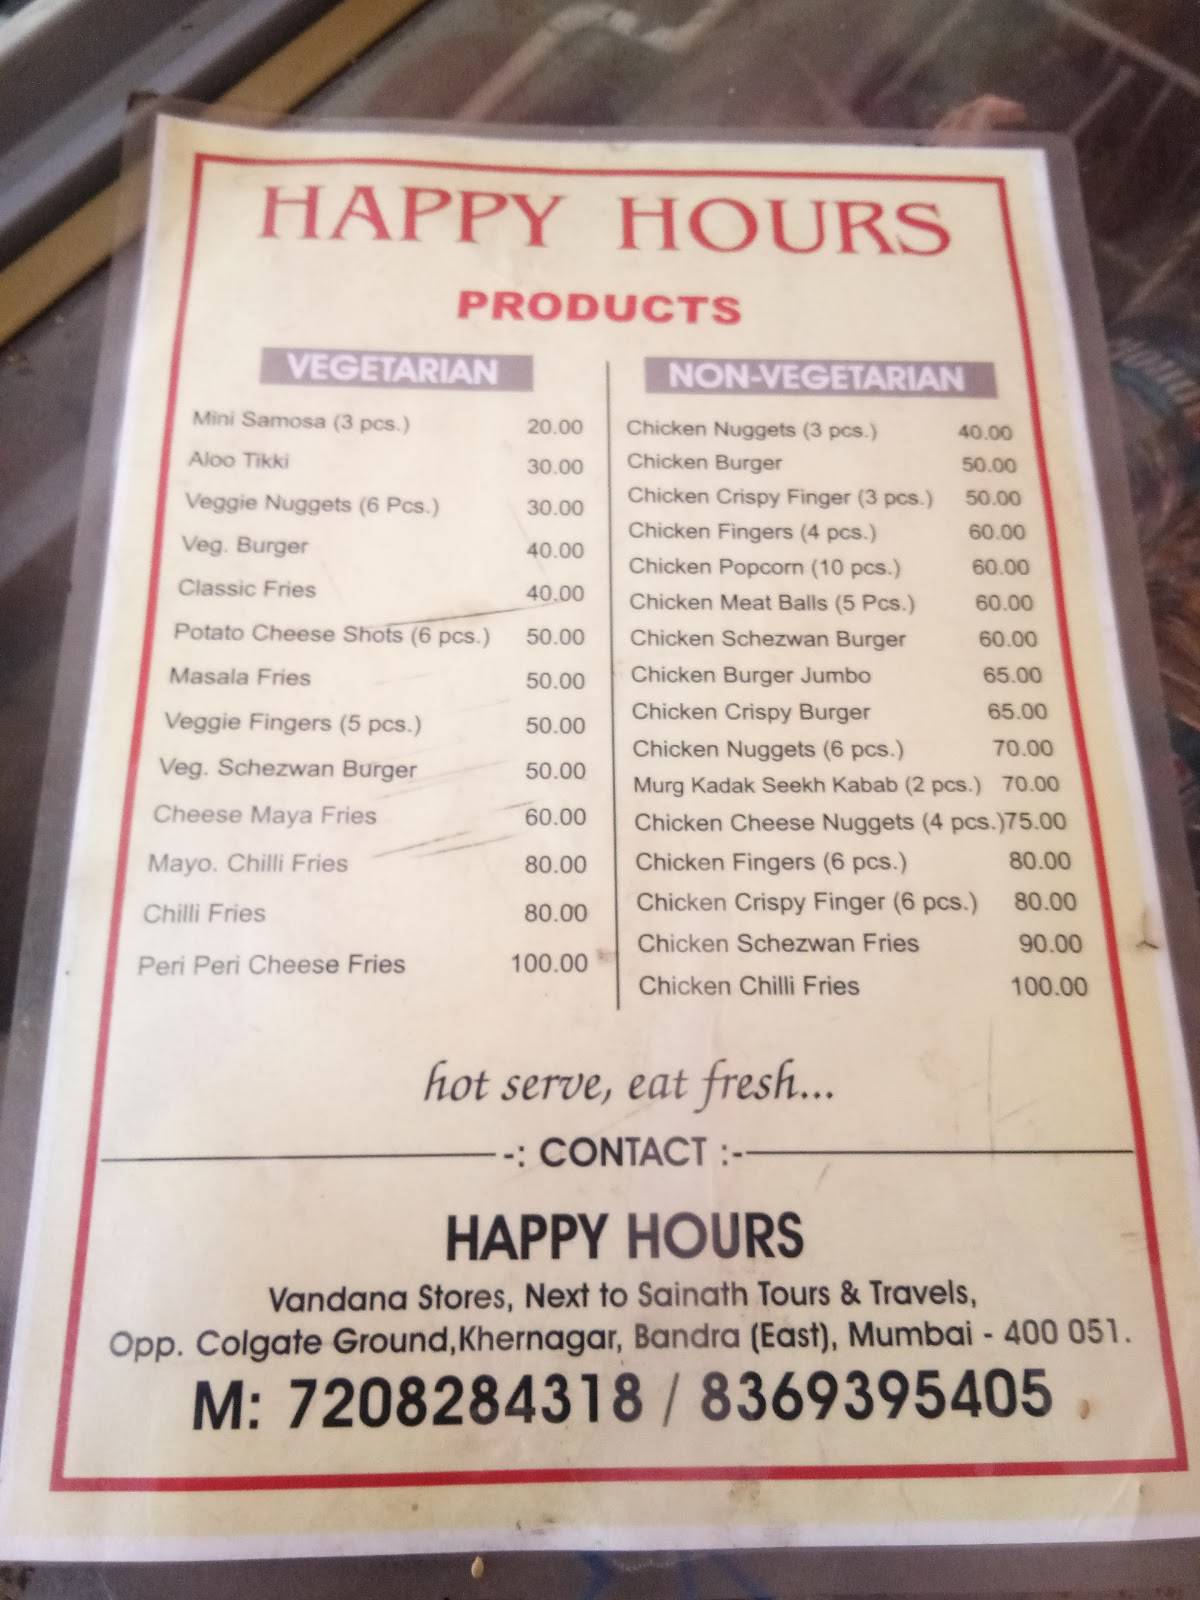 HAPPY HOURS
PRODUCTS
VEGETARIAN
Mini Samosa (3 pcs.) 20.00
Aloo Tikki 30.00
Veggie Nuggets (6 Pcs.) 30.00
Veg. Burger 40.00
Classic Fries 40.00
Potato Cheese Shots (6 pcs.) 50.00
Masala Fries 50.00
Veggie Fingers (5 pcs.) 50.00
Veg. Schezwan Burger 50.00
Cheese Maya Fries 60.00
Mayo. Chilli Fries 80.00
Chilli Fries 80.00
Peri Peri Cheese Fries 100.00
NON-VEGETARIAN
Chicken Nuggets (3 pcs.) 40.00
Chicken Burger 50.00
Chicken Crispy Finger (3 pcs.) 50.00
Chicken Fingers (4 pcs.) 60.00
Chicken Popcorn (10 pcs.) 60.00
Chicken Meat Balls (5 Pcs.) 60.00
Chicken Schezwan Burger 60.00
Chicken Burger Jumbo 65.00
Chicken Crispy Burger 65.00
Chicken Nuggets (6 pcs.) 70.00
Murg Kadak Seekh Kabab (2 pcs.) 70.00
Chicken Cheese Nuggets (4 pcs.)75.00
Chicken Fingers (6 pcs.) 80.00
Chicken Crispy Finger (6 pcs.) 80.00
Chicken Schezwan Fries 90.00
Chicken Chilli Fries 100.00
hot serve, eat fresh...
-: CONTACT :-
HAPPY HOURS
Vandana Stores, Next to Sainath Tours & Travels,
Opp. Colgate Ground,Khernagar, Bandra (East), Mumbai - 400 051.
M: 7208284318 / 8369395405